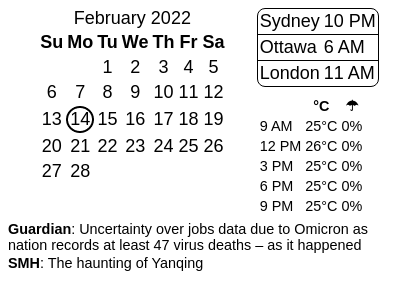 February 2022
Su Mo Tu We Th Fr Sa
1 2 3 4 5
6 7 8 9 10 11 12
13 14 15 16 17 18 19
20 21 22 23 24 25 26
27 28
Sydney 10 PM
Ottawa 6 AM
London 11 AM
°C ☂
9 AM 25°C 0%
12 PM 26°C 0%
3 PM 25°C 0%
6 PM 25°C 0%
9 PM 25°C 0%
Guardian: Uncertainty over jobs data due to Omicron as
nation records at least 47 virus deaths – as it happened
SMH: The haunting of Yanqing